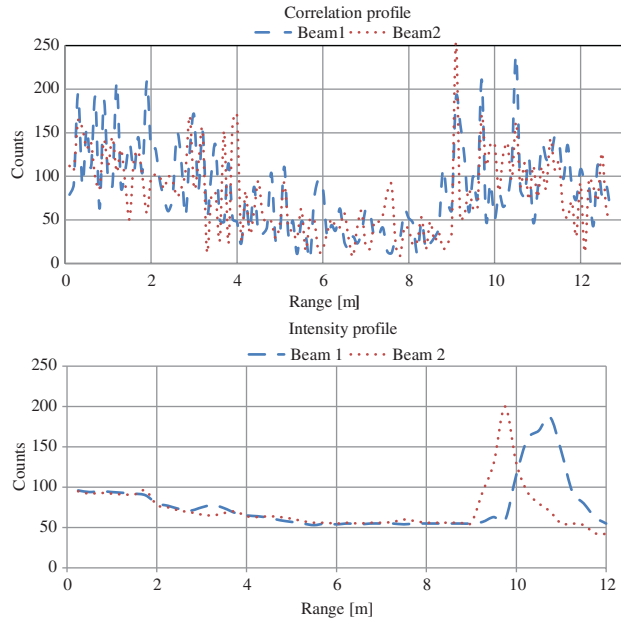 Correlation profile
Beam1 Beam2
250
200
150
100
50
0
Counts
0 2 4 6 8 10 12
Range [m]
Intensity profile
Beam 1 Beam 2
250
200
150
100
50
0
Counts
0 2 4 6 8 10 12
Range [m]